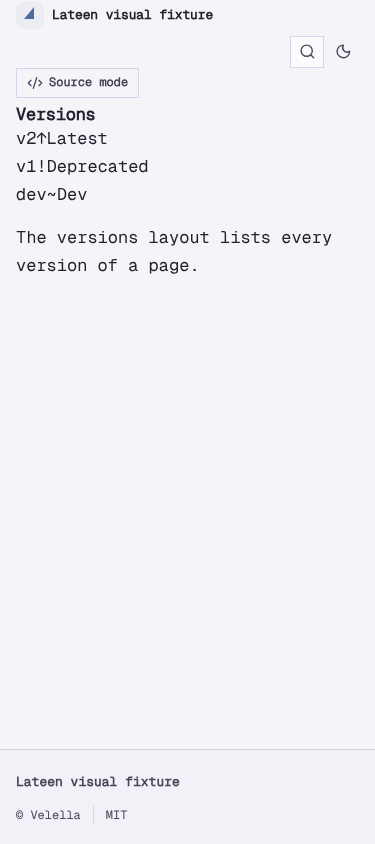 Lateen visual fixture
</> Source mode
Versions
v2↑Latest
v1!Deprecated
dev~Dev
The versions layout lists every
version of a page.
Lateen visual fixture
© Velella
MIT